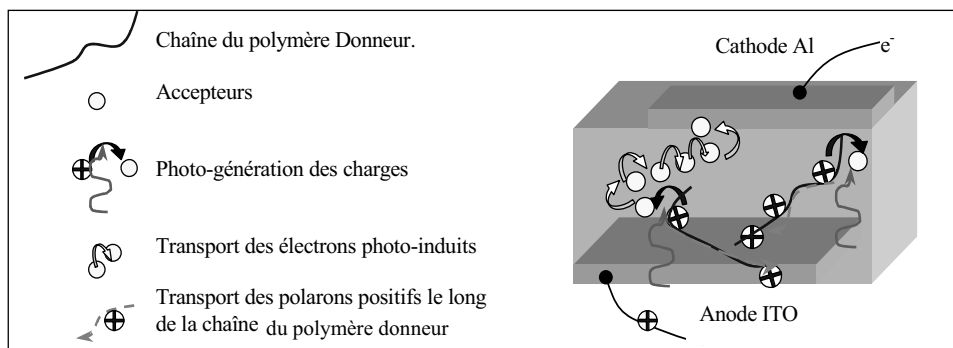 Chaîne du polymère Donneur.
Accepteurs
Photo-génération des charges
Transport des électrons photo-induits
Transport des polarons positifs le long
de la chaîne du polymère donneur
Cathode Al
e-
Anode ITO